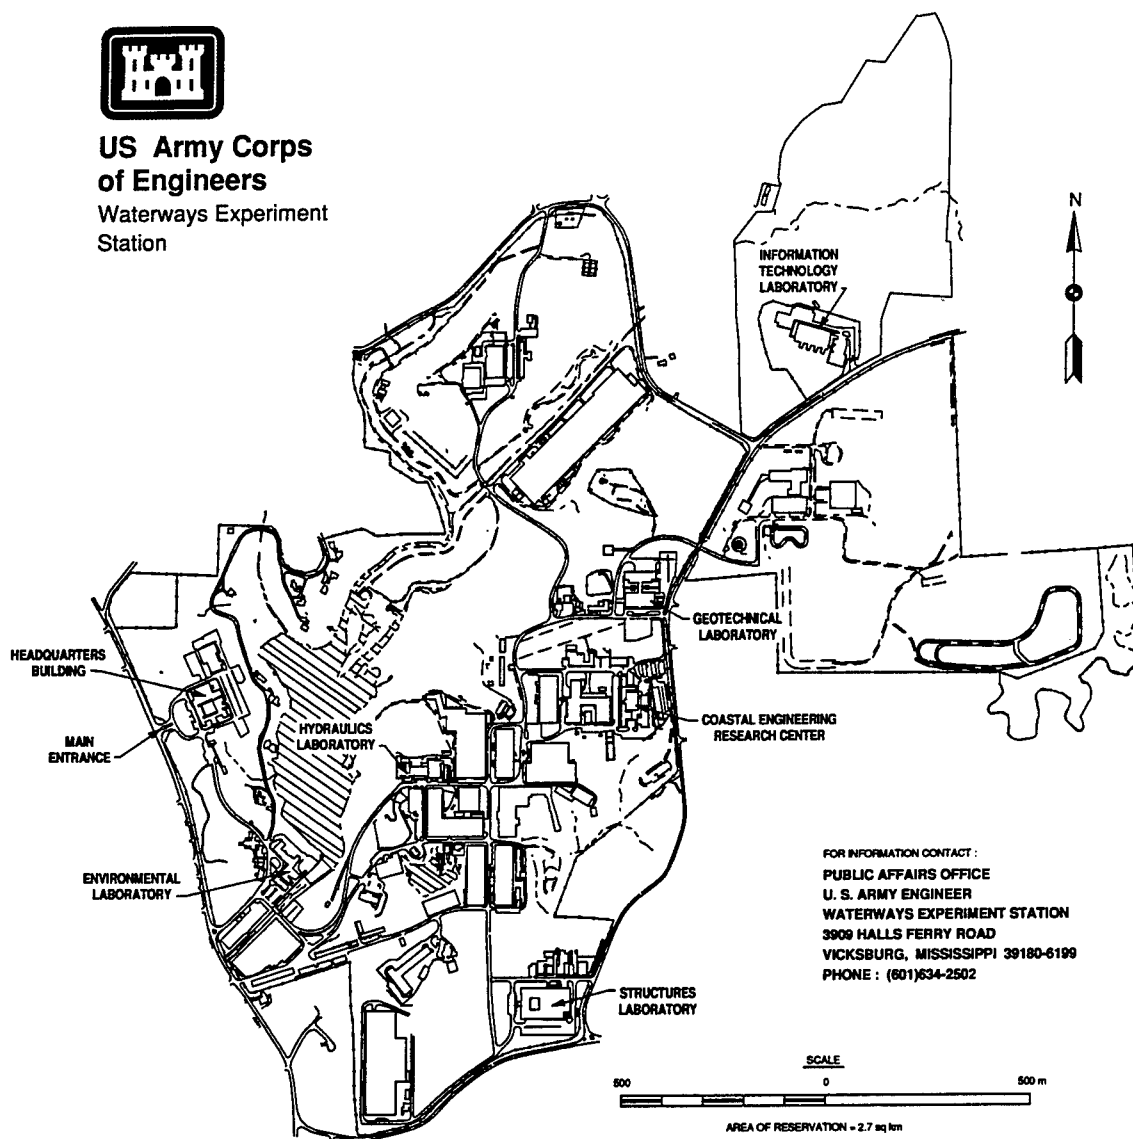 US Army Corps
of Engineers
Waterways Experiment
Station
N
INFORMATION
TECHNOLOGY
LABORATORY
GEOTECHNICAL
LABORATORY
HEADQUARTERS
BUILDING
MAIN
ENTRANCE
HYDRAULICS
LABORATORY
COASTAL ENGINEERING
RESEARCH CENTER
ENVIRONMENTAL
LABORATORY
STRUCTURES
LABORATORY
FOR INFORMATION CONTACT :
PUBLIC AFFAIRS OFFICE
U. S. ARMY ENGINEER
WATERWAYS EXPERIMENT STATION
3909 HALLS FERRY ROAD
VICKSBURG, MISSISSIPPI 39180-6199
PHONE : (601)634-2502
SCALE
500 0 500 m
AREA OF RESERVATION = 2.7 sq km